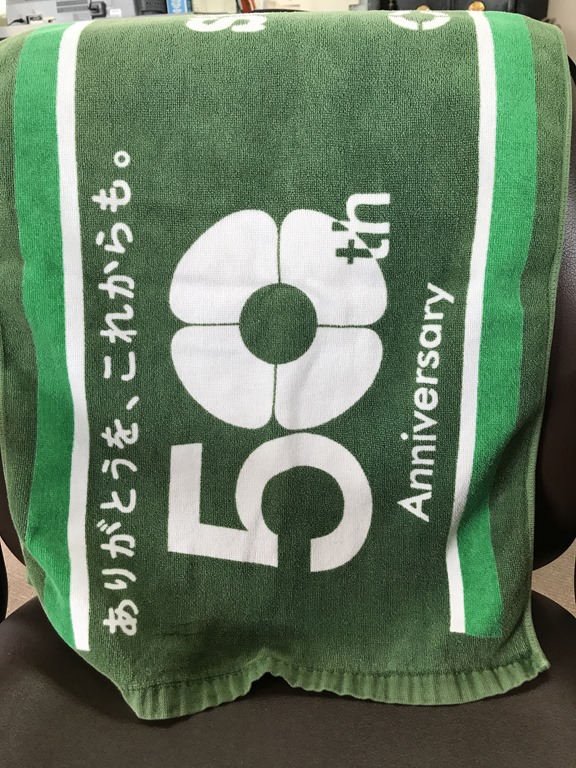 ありがとうを、これからも。
50th
Anniversary
S